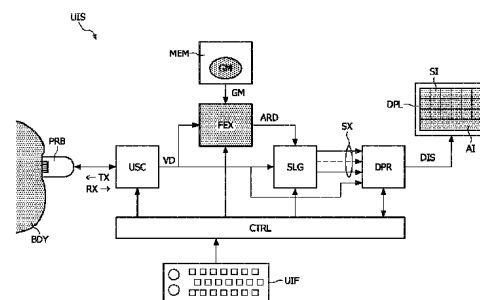 UIS
MEM
GM
GM
SI
DPL
AI
FEX
ARD
SX
PRB
USC
VD
SLG
DPR
DIS
← TX
RX →
BDY
CTRL
UIF